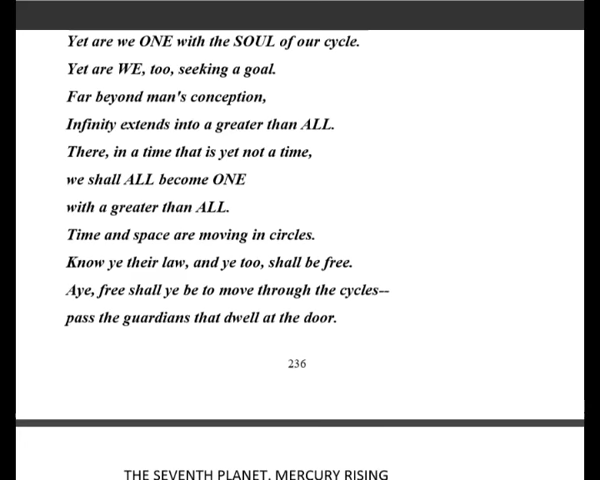 Yet are we ONE with the SOUL of our cycle.
Yet are WE, too, seeking a goal.
Far beyond man's conception,
Infinity extends into a greater than ALL.
There, in a time that is yet not a time,
we shall ALL become ONE
with a greater than ALL.
Time and space are moving in circles.
Know ye their law, and ye too, shall be free.
Aye, free shall ye be to move through the cycles--
pass the guardians that dwell at the door.
236
THE SEVENTH PLANET, MERCURY RISING